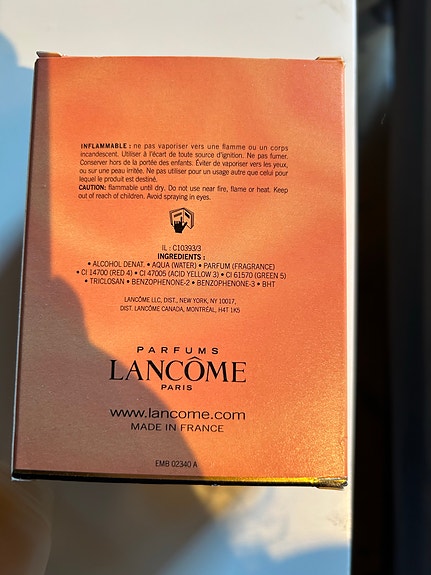 INFLAMMABLE : ne pas vaporiser vers une flamme ou un corps
incandescent. Utiliser à l'écart de toute source d'ignition. Ne pas fumer.
Conserver hors de la portée des enfants. Éviter de vaporiser vers les yeux,
ou sur une peau irritée. Ne pas utiliser pour un usage autre que celui pour
lequel le produit est destiné.
CAUTION: flammable until dry. Do not use near fire, flame or heat. Keep
out of reach of children. Avoid spraying in eyes.
IL : C10393/3
INGREDIENTS :
• ALCOHOL DENAT. • AQUA (WATER) • PARFUM (FRAGRANCE)
• CI 14700 (RED 4) • CI 47005 (ACID YELLOW 3) • CI 61570 (GREEN 5)
• TRICLOSAN • BENZOPHENONE-2 • BENZOPHENONE-3 • BHT
LANCÔME LLC, DIST., NEW YORK, NY 10017,
DIST. LANCÔME CANADA, MONTRÉAL, H4T 1K5
PARFUMS
LANCÔME
PARIS
www.lancome.com
MADE IN FRANCE
EMB 02340 A